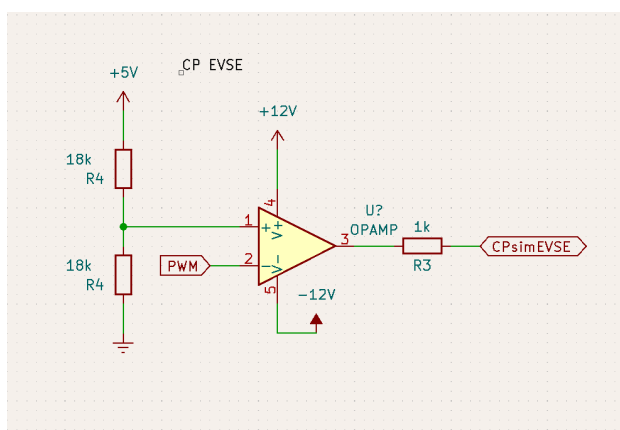 CP EVSE
+5V
+12V
18k
R4
U?
OPAMP
1k
1
+
V+
4
3
CPsimEVSE
R3
18k
R4
PWM
2
-
V-
5
-12V